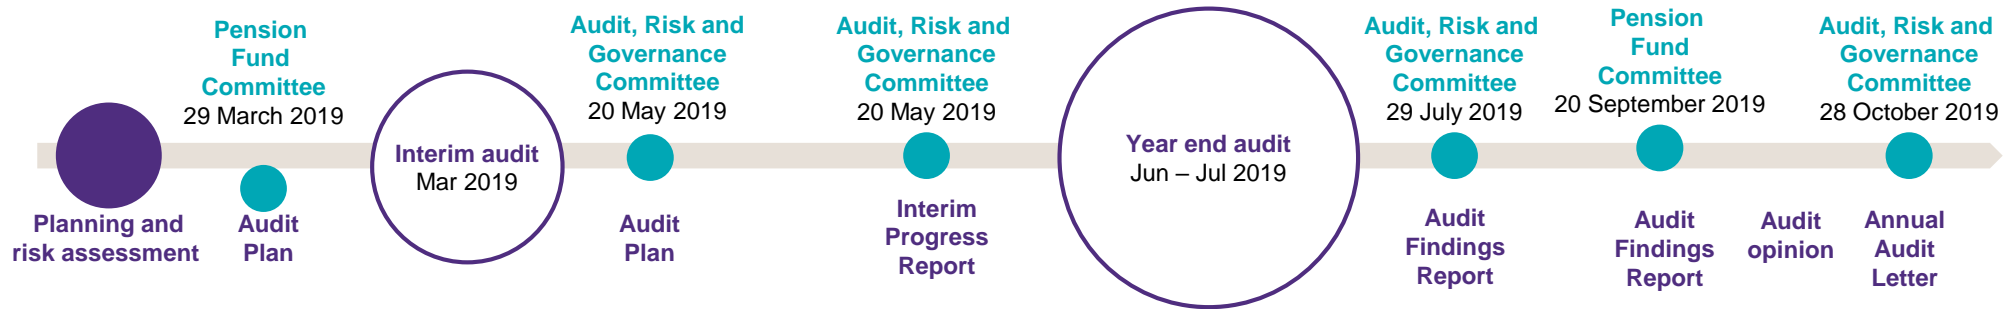 Pension
Fund
Committee
29 March 2019
Audit, Risk and
Governance
Committee
20 May 2019
Audit, Risk and
Governance
Committee
20 May 2019
Audit, Risk and
Governance
Committee
29 July 2019
Pension
Fund
Committee
20 September 2019
Audit, Risk and
Governance
Committee
28 October 2019
Interim audit
Mar 2019
Year end audit
Jun – Jul 2019
Planning and
risk assessment
Audit
Plan
Audit
Plan
Interim
Progress
Report
Audit
Findings
Report
Audit
Findings
Report
Audit
opinion
Annual
Audit
Letter